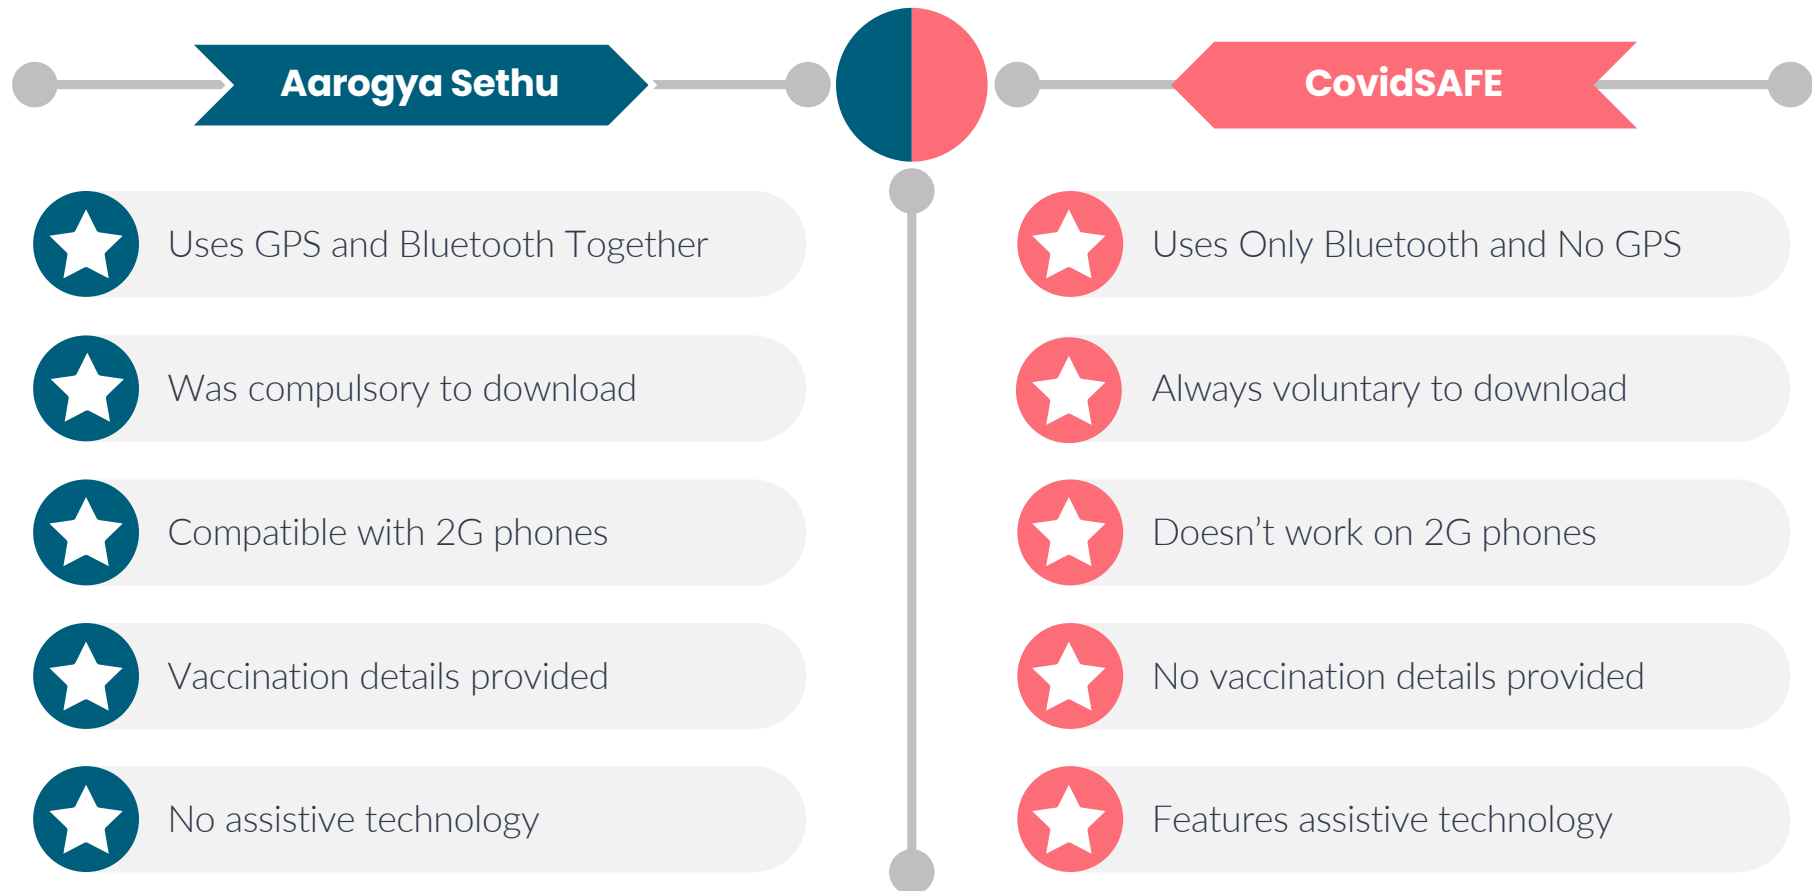 Aarogya Sethu
Uses GPS and Bluetooth Together
Was compulsory to download
Compatible with 2G phones
Vaccination details provided
No assistive technology
CovidSAFE
Uses Only Bluetooth and No GPS
Always voluntary to download
Doesn’t work on 2G phones
No vaccination details provided
Features assistive technology